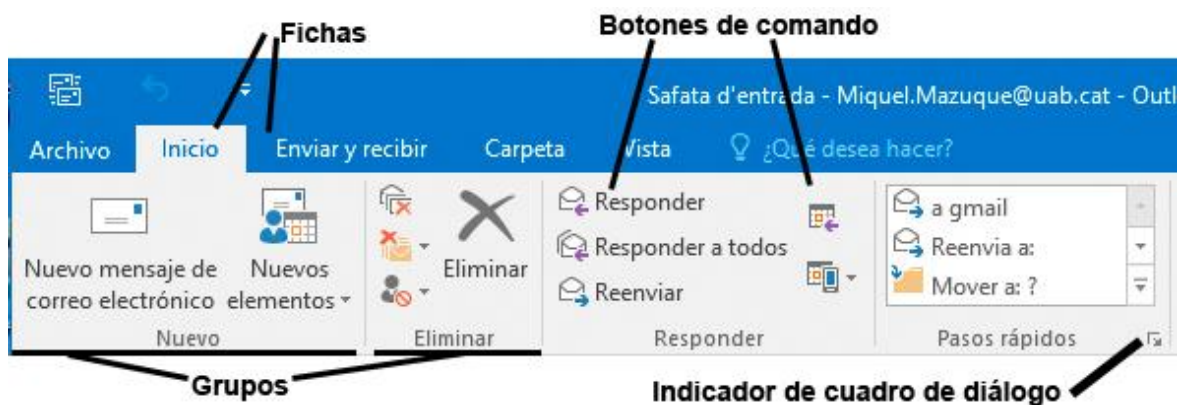 Fichas
Botones de comando
Safata d'entrada - Miquel.Mazuque@uab.cat - Outl
Archivo Inicio Enviar y recibir Carpeta Vista ¿Qué desea hacer?
Nuevo mensaje de correo electrónico
Nuevos elementos
Nuevo
Eliminar
Eliminar
Responder
Responder a todos
Reenviar
Responder
a gmail
Reenvia a:
Mover a: ?
Pasos rápidos
Grupos
Indicador de cuadro de diálogo